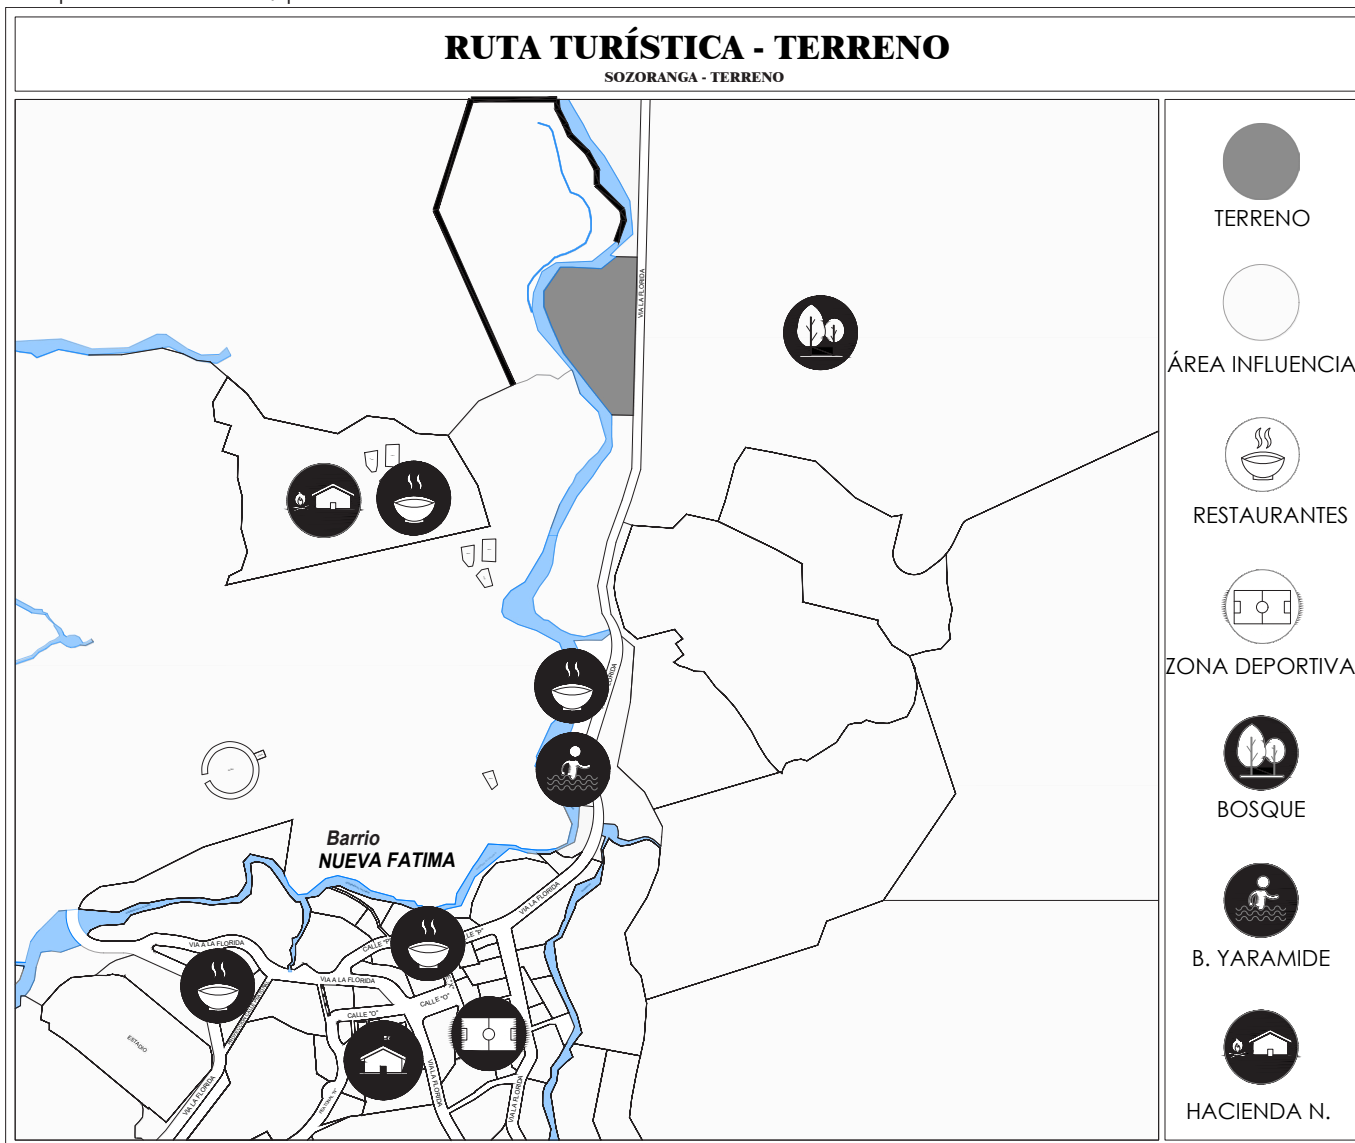 RUTA TURÍSTICA - TERRENO
SOZORANGA - TERRENO
VIA LA FLORIDA
Barrio
NUEVA FATIMA
VIA LA FLORIDA
VIA A LA FLORIDA
VIA A LA FLORIDA
CALLE "O"
CALLE "O"
ESTADIO
VIA LA FLORIDA
VIA LA FLORIDA
VIA LA FLORIDA
TERRENO
ÁREA INFLUENCIA
RESTAURANTES
ZONA DEPORTIVA
BOSQUE
B. YARAMIDE
HACIENDA N.